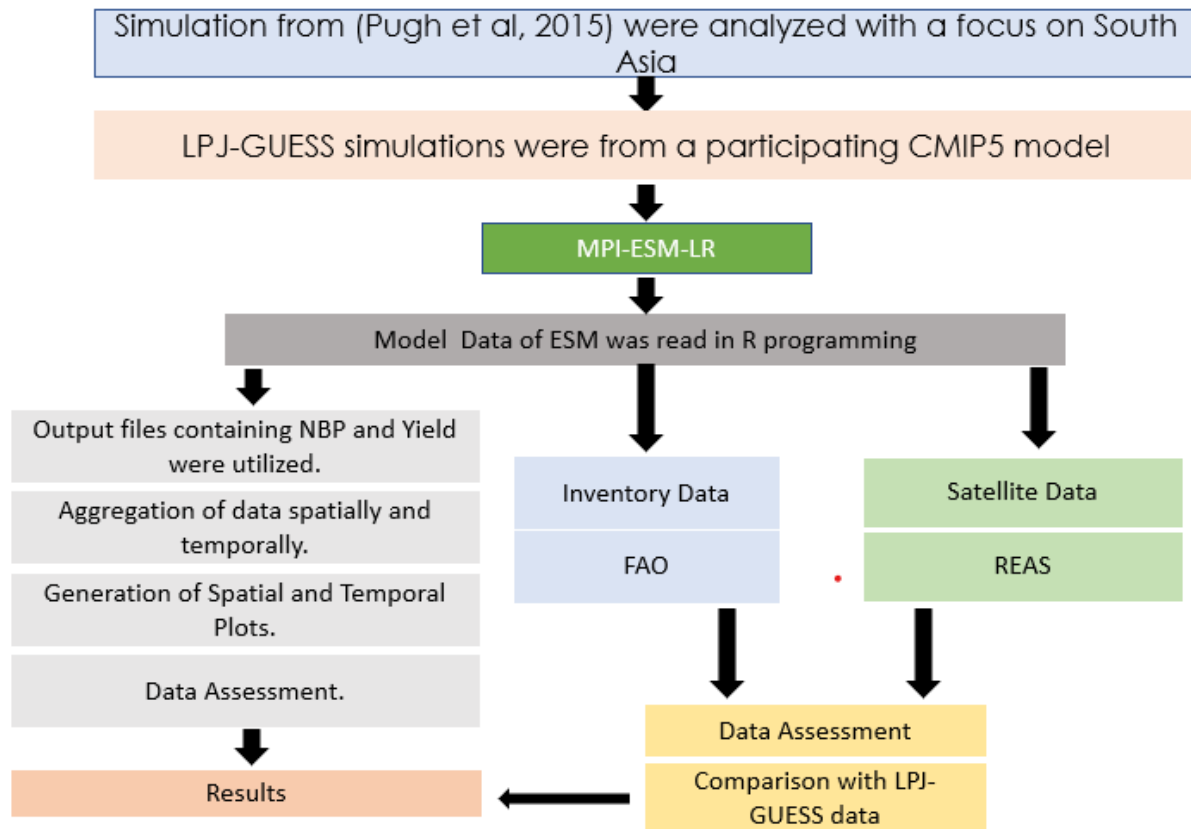 Simulation from (Pugh et al, 2015) were analyzed with a focus on South
Asia
LPJ-GUESS simulations were from a participating CMIP5 model
MPI-ESM-LR
Model  Data of ESM was read in R programming
Output files containing NBP and Yield
were utilized.
Aggregation of data spatially and
temporally.
Generation of Spatial and Temporal
Plots.
Data Assessment.
Results
Inventory Data
FAO
Satellite Data
REAS
Data Assessment
Comparison with LPJ-
GUESS data